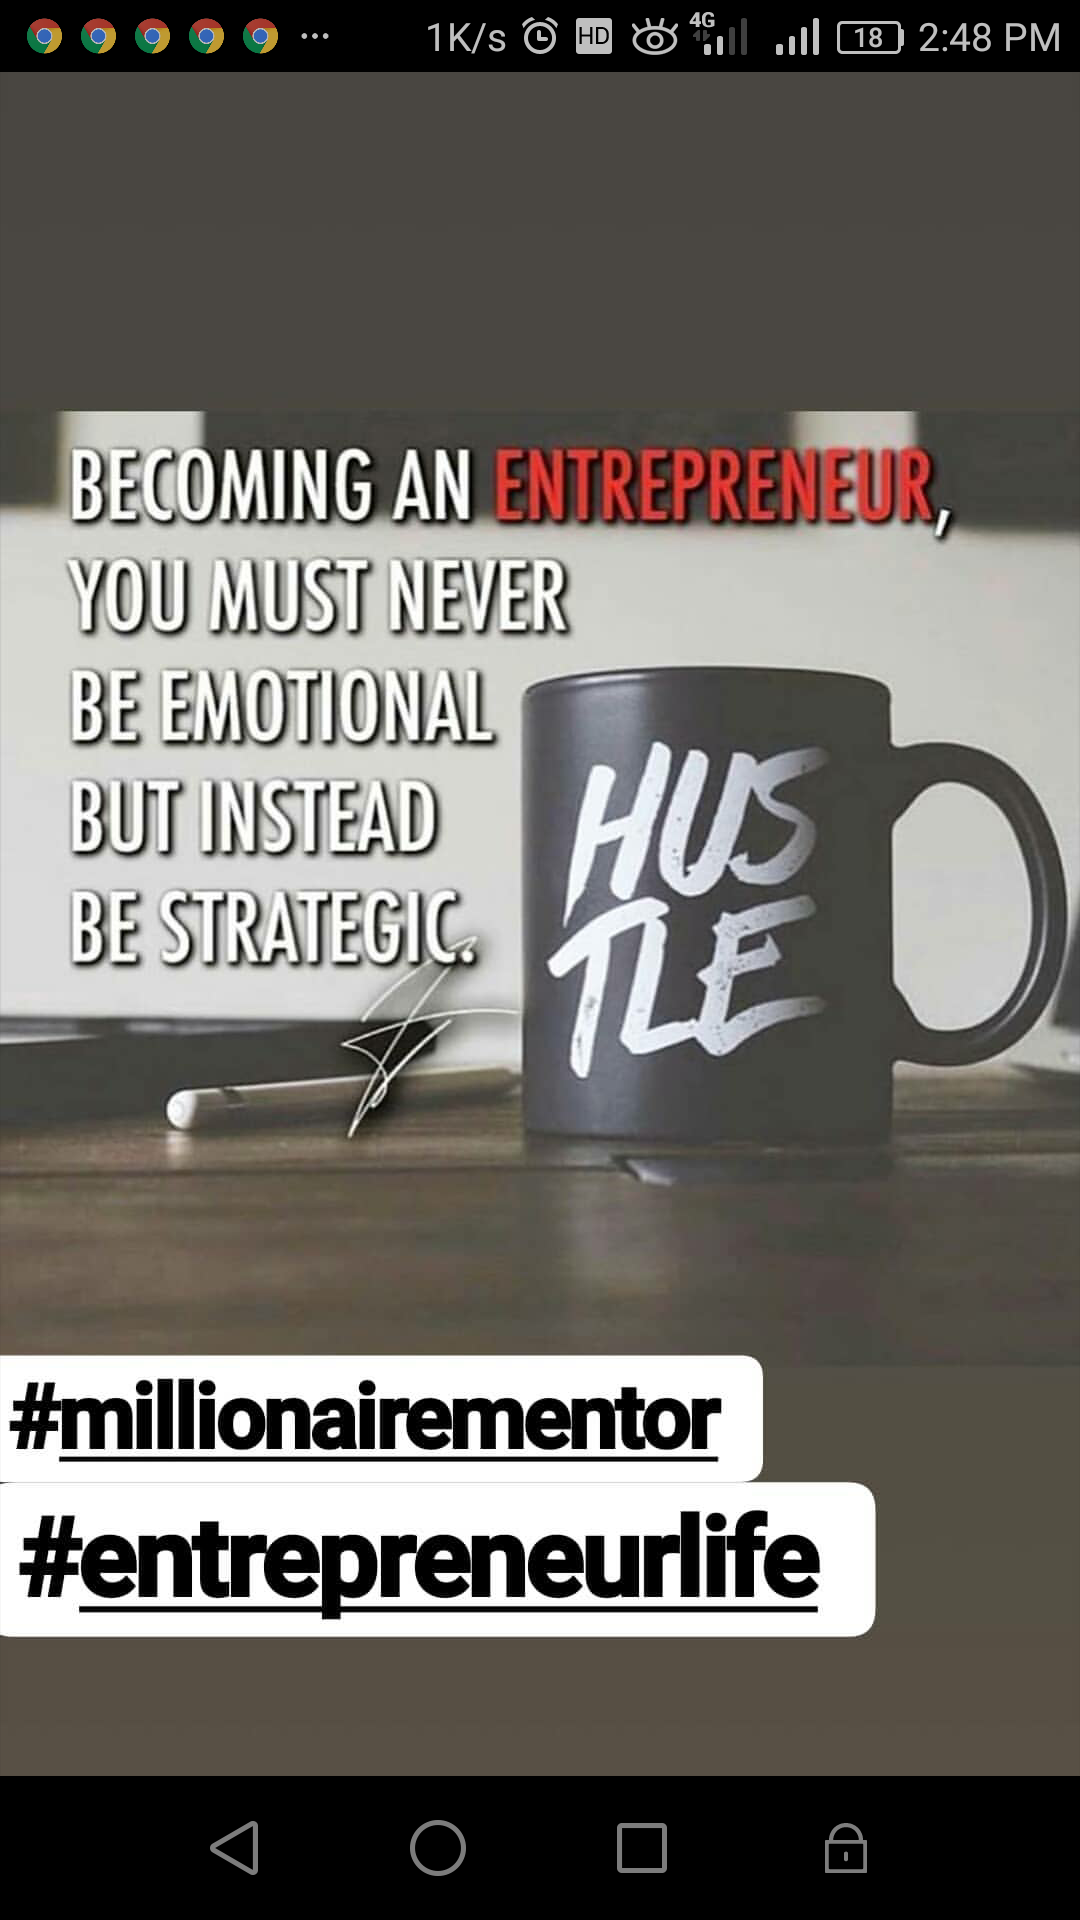 1K/s HD 4G 18 2:48 PM
BECOMING AN ENTREPRENEUR,
YOU MUST NEVER
BE EMOTIONAL
BUT INSTEAD
BE STRATEGIC.
HUS
TLE
#millionairementor
#entrepreneurlife